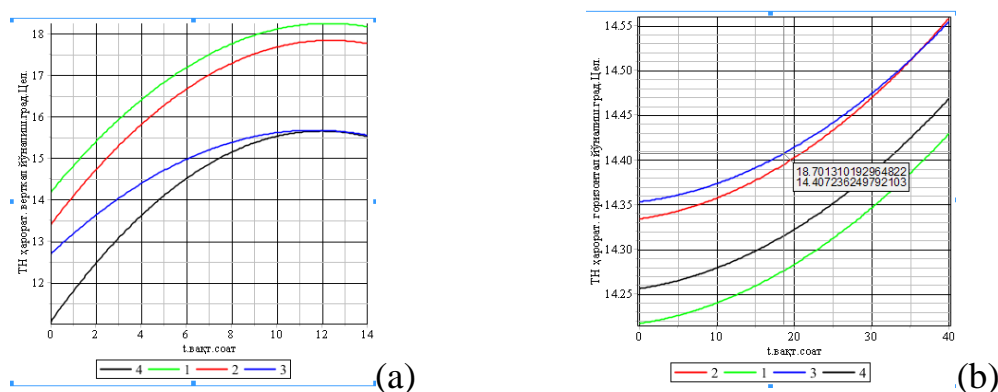 ТН ҳарорат. верткал йўналиш.град.Цел.
18
17
16
15
14
13
12
0 2 4 6 8 10 12 14
t.вақт.соат
4 1 2 3
(a)
ТН ҳарорат. горизонтал йўналиш.град.Цел.
14.55
14.50
14.45
14.40
14.35
14.30
14.25
18.701310192964822
14.407236249792103
0 10 20 30 40
t.вақт.соат
2 1 3 4
(b)